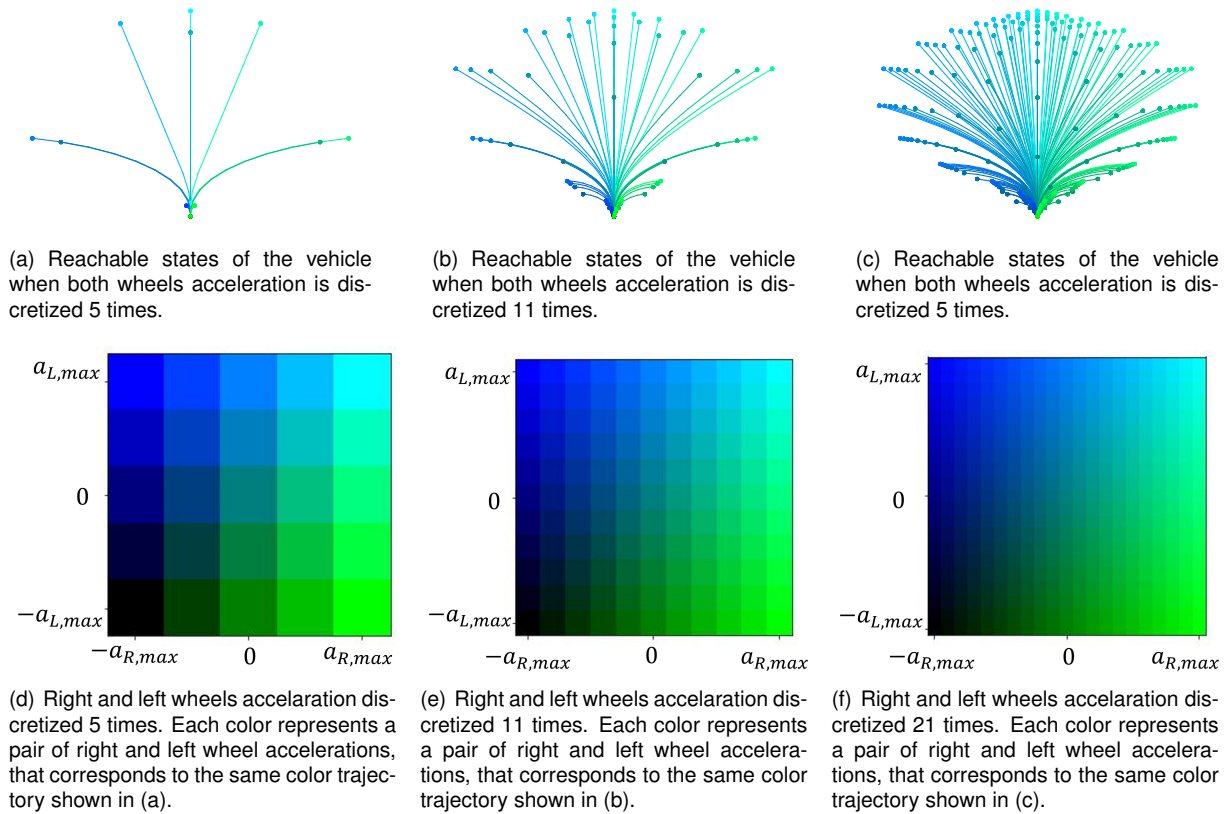 (a) Reachable states of the vehicle
when both wheels acceleration is dis-
cretized 5 times.
(b) Reachable states of the vehicle
when both wheels acceleration is dis-
cretized 11 times.
(c) Reachable states of the vehicle
when both wheels acceleration is dis-
cretized 5 times.
a_{L,max}
0
−a_{L,max}
−a_{R,max} 0 a_{R,max}
a_{L,max}
0
−a_{L,max}
−a_{R,max} 0 a_{R,max}
a_{L,max}
0
−a_{L,max}
−a_{R,max} 0 a_{R,max}
(d) Right and left wheels accelaration dis-
cretized 5 times. Each color represents a
pair of right and left wheel accelerations,
that corresponds to the same color trajec-
tory shown in (a).
(e) Right and left wheels accelaration dis-
cretized 11 times. Each color represents
a pair of right and left wheel accelera-
tions, that corresponds to the same color
trajectory shown in (b).
(f) Right and left wheels accelaration dis-
cretized 21 times. Each color represents
a pair of right and left wheel accelera-
tions, that corresponds to the same color
trajectory shown in (c).